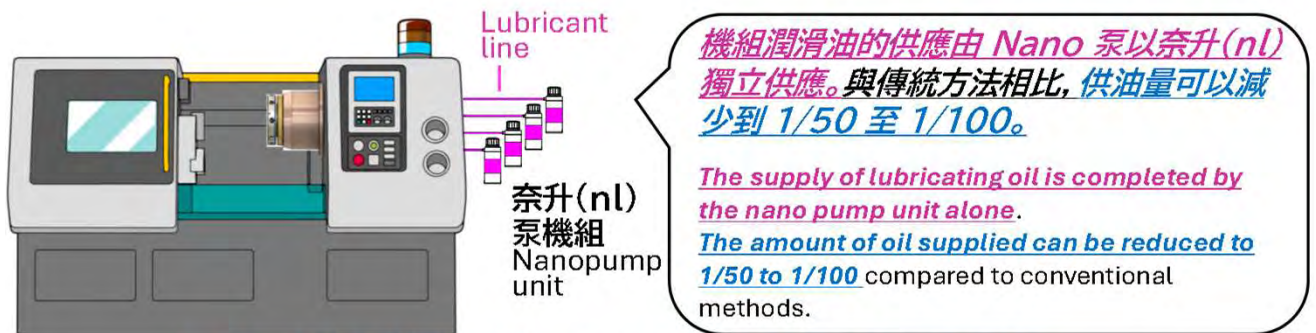 Lubricant
line
奈升(nl)
泵機組
Nanopump
unit
機組潤滑油的供應由 Nano 泵以奈升(nl)
獨立供應。與傳統方法相比，供油量可以減
少到 1/50 至 1/100。
The supply of lubricating oil is completed by
the nano pump unit alone.
The amount of oil supplied can be reduced to
1/50 to 1/100 compared to conventional
methods.